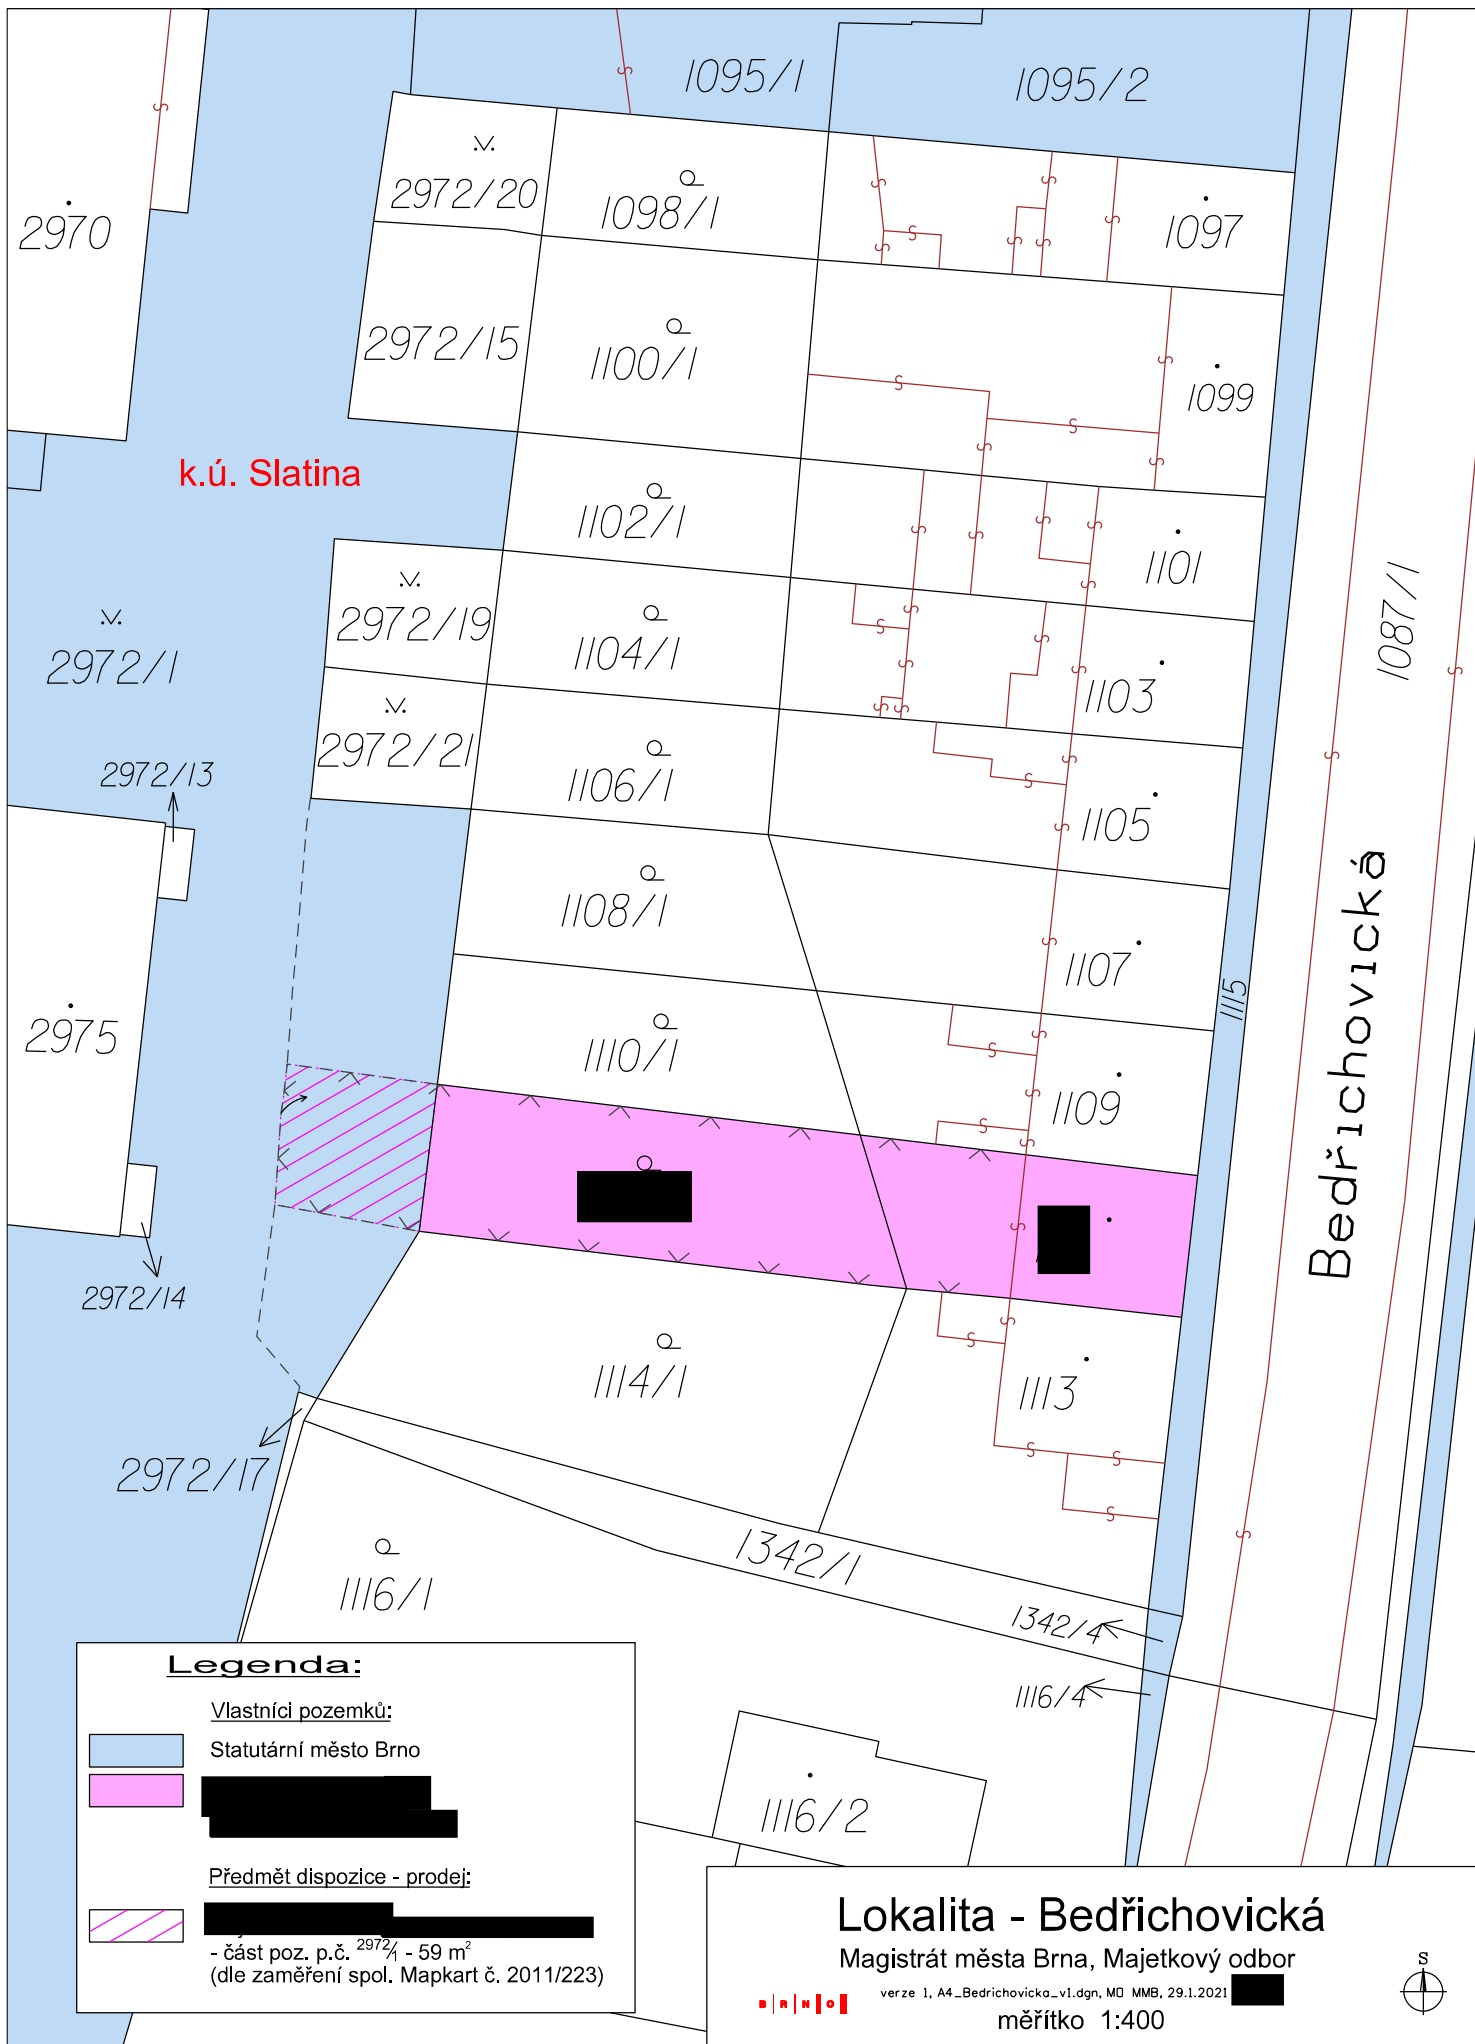 1095/1
1095/2
2972/20
1098/1
1097
2970
2972/15
1100/1
1099
k.ú. Slatina
1102/1
1101
2972/19
1104/1
1087/1
2972/1
1103
2972/21
1106/1
2972/13
1105
1108/1
1107
1115
Bedřichovická
2975
1110/1
1109
2972/14
1114/1
1113
2972/17
1342/1
1116/1
1342/4
1116/4
1116/2
Legenda:
Vlastníci pozemků:
Statutární město Brno
Předmět dispozice - prodej:
- část poz. p.č. 2972/1 - 59 m²
(dle zaměření spol. Mapkart č. 2011/223)
Lokalita - Bedřichovická
Magistrát města Brna, Majetkový odbor
verze 1, A4_Bedrichovicka_v1.dgn, MO MMB, 29.1.2021
BRNO
měřítko 1:400
S